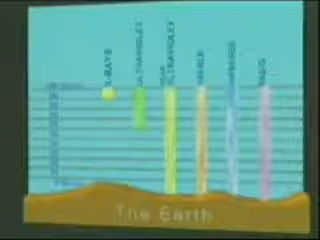 X-RAYS
ULTRAVIOLET
NEAR
ULTRAVIOLET
VISIBLE
INFRARED
RADIO
The Earth